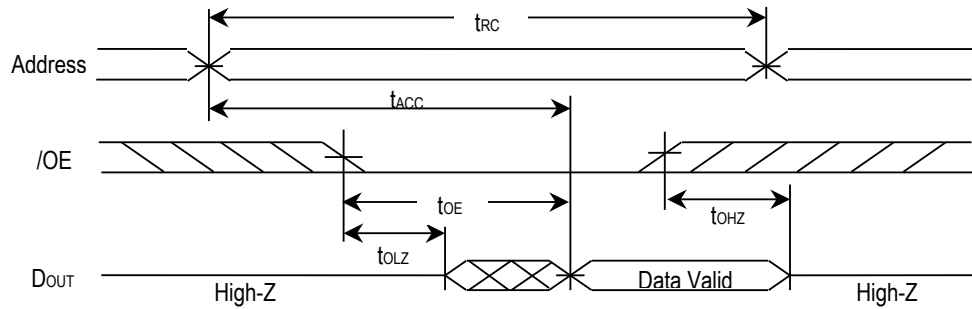 tRC
Address
tACC
/OE
tOE
tOHZ
tOLZ
DOUT
High-Z
Data Valid
High-Z